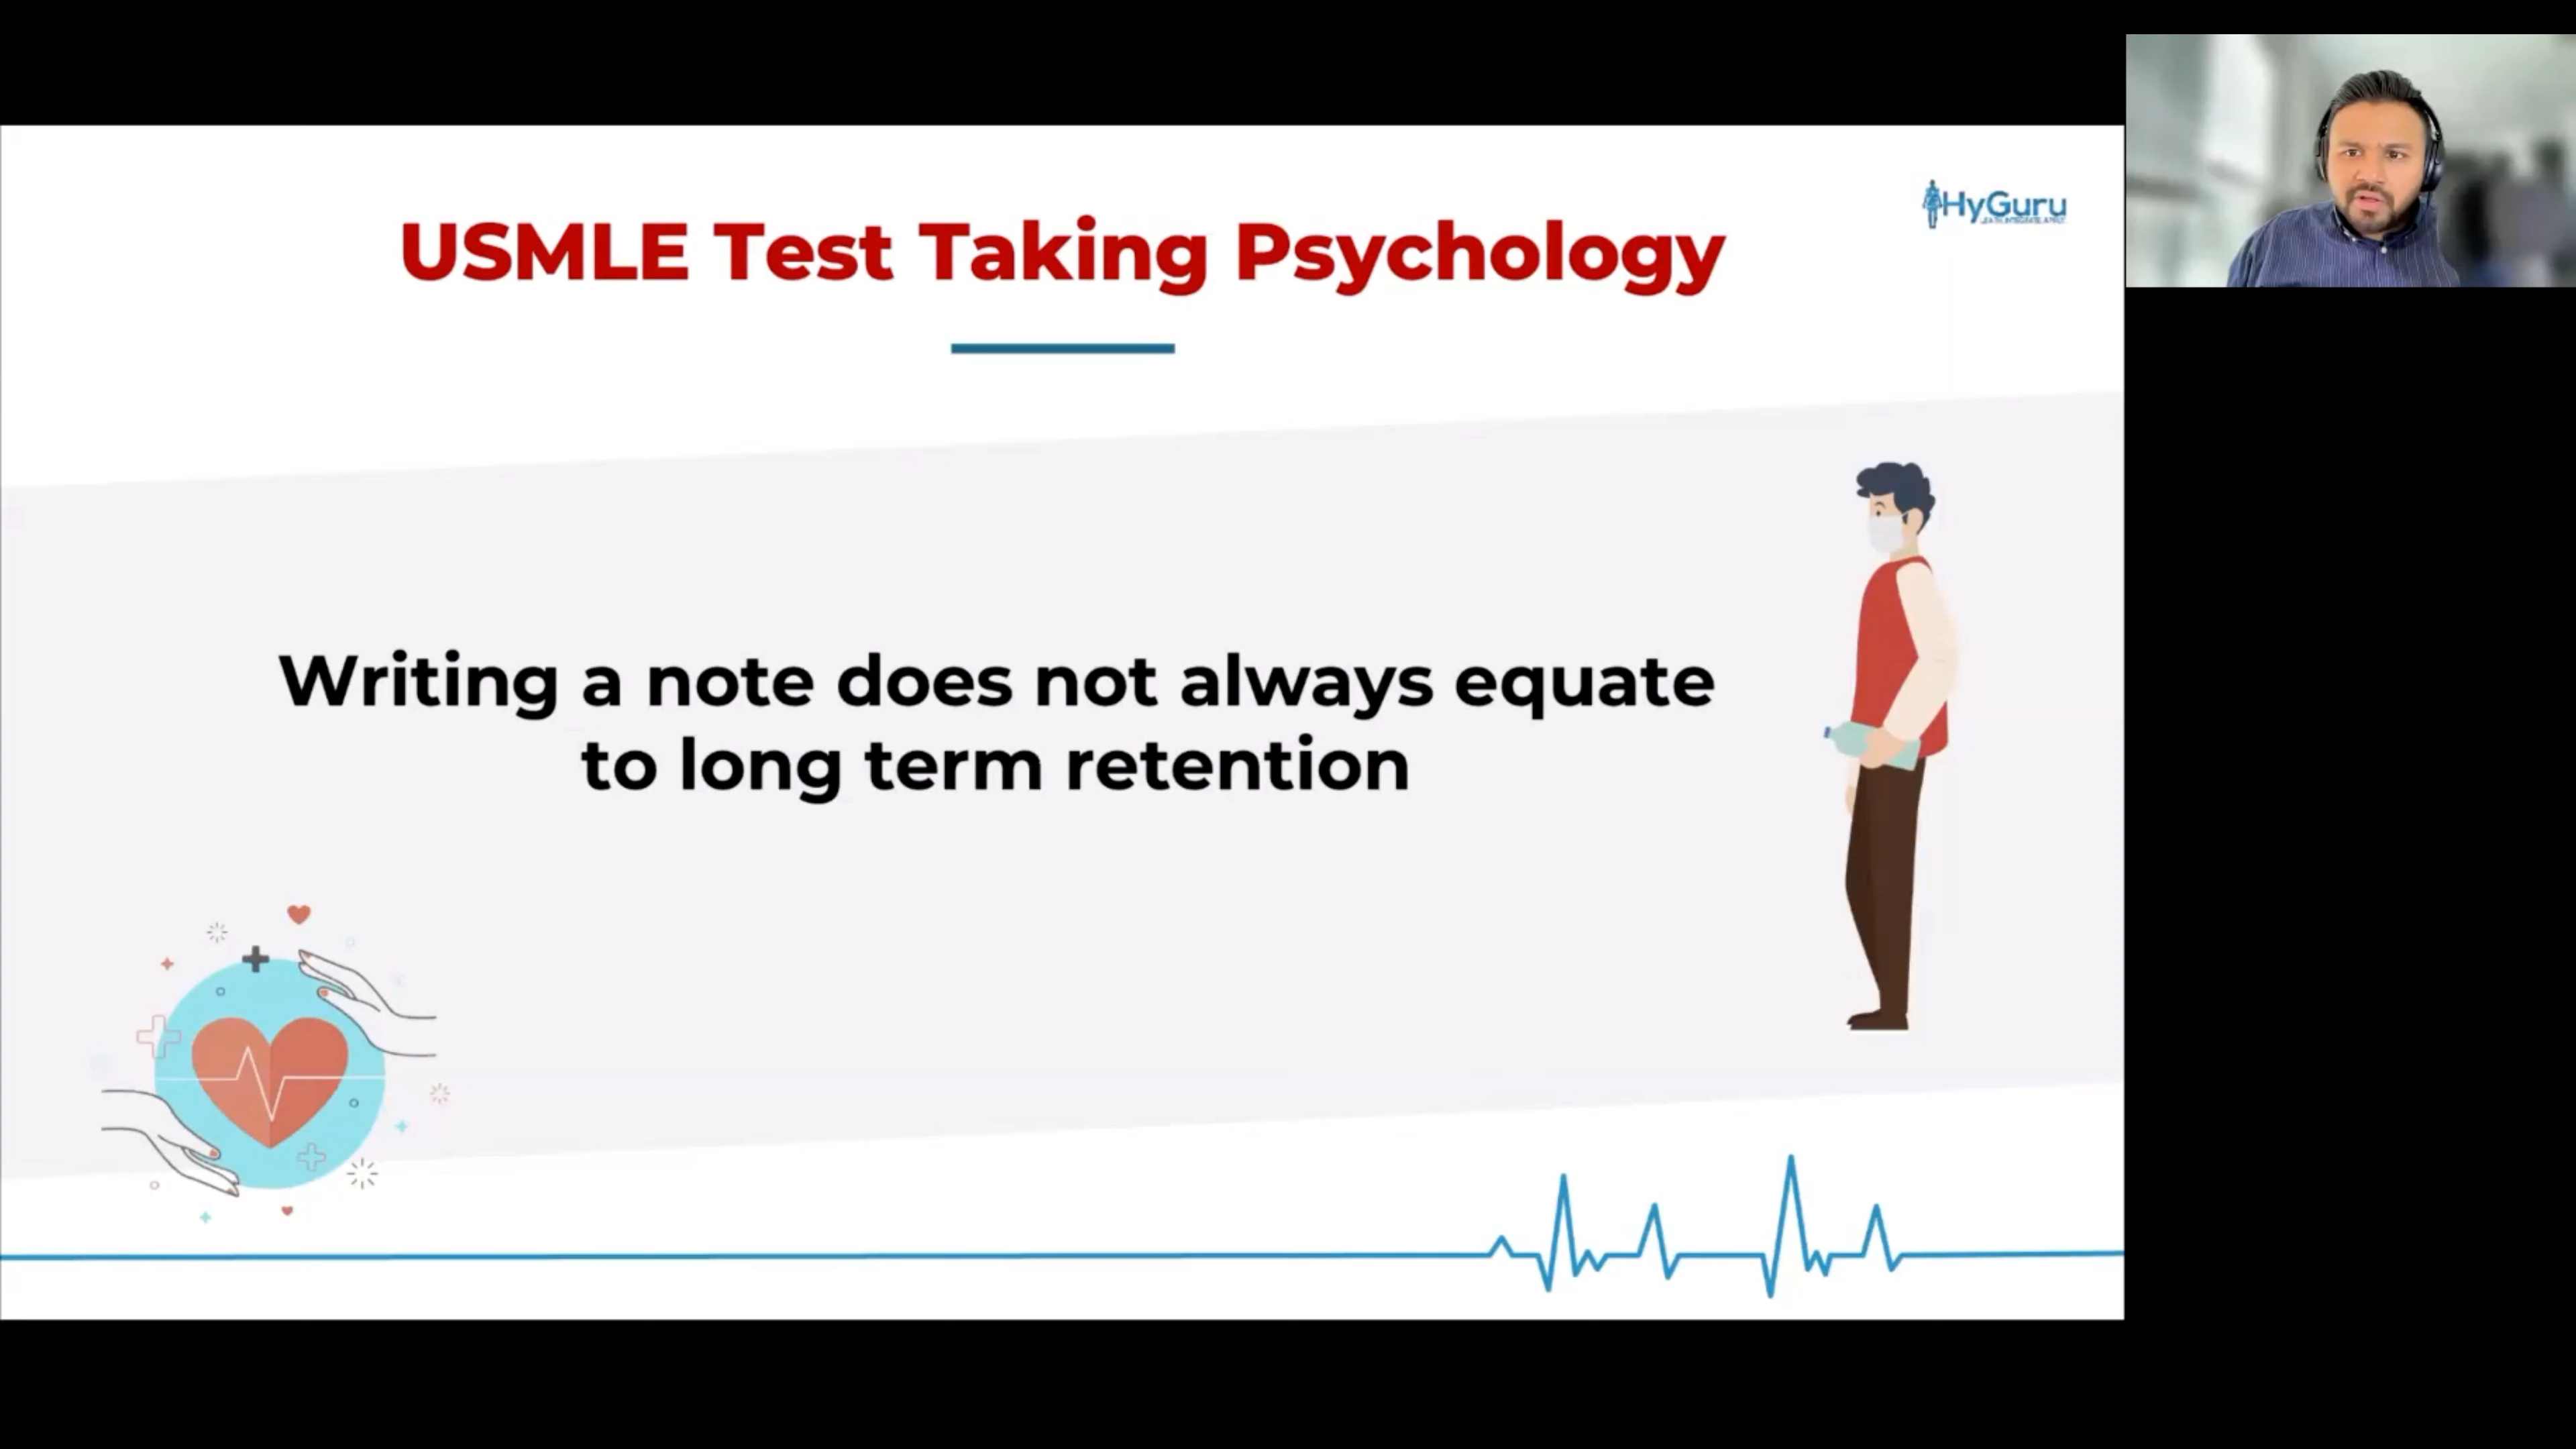 USMLE Test Taking Psychology
HyGuru
Writing a note does not always equate
to long term retention